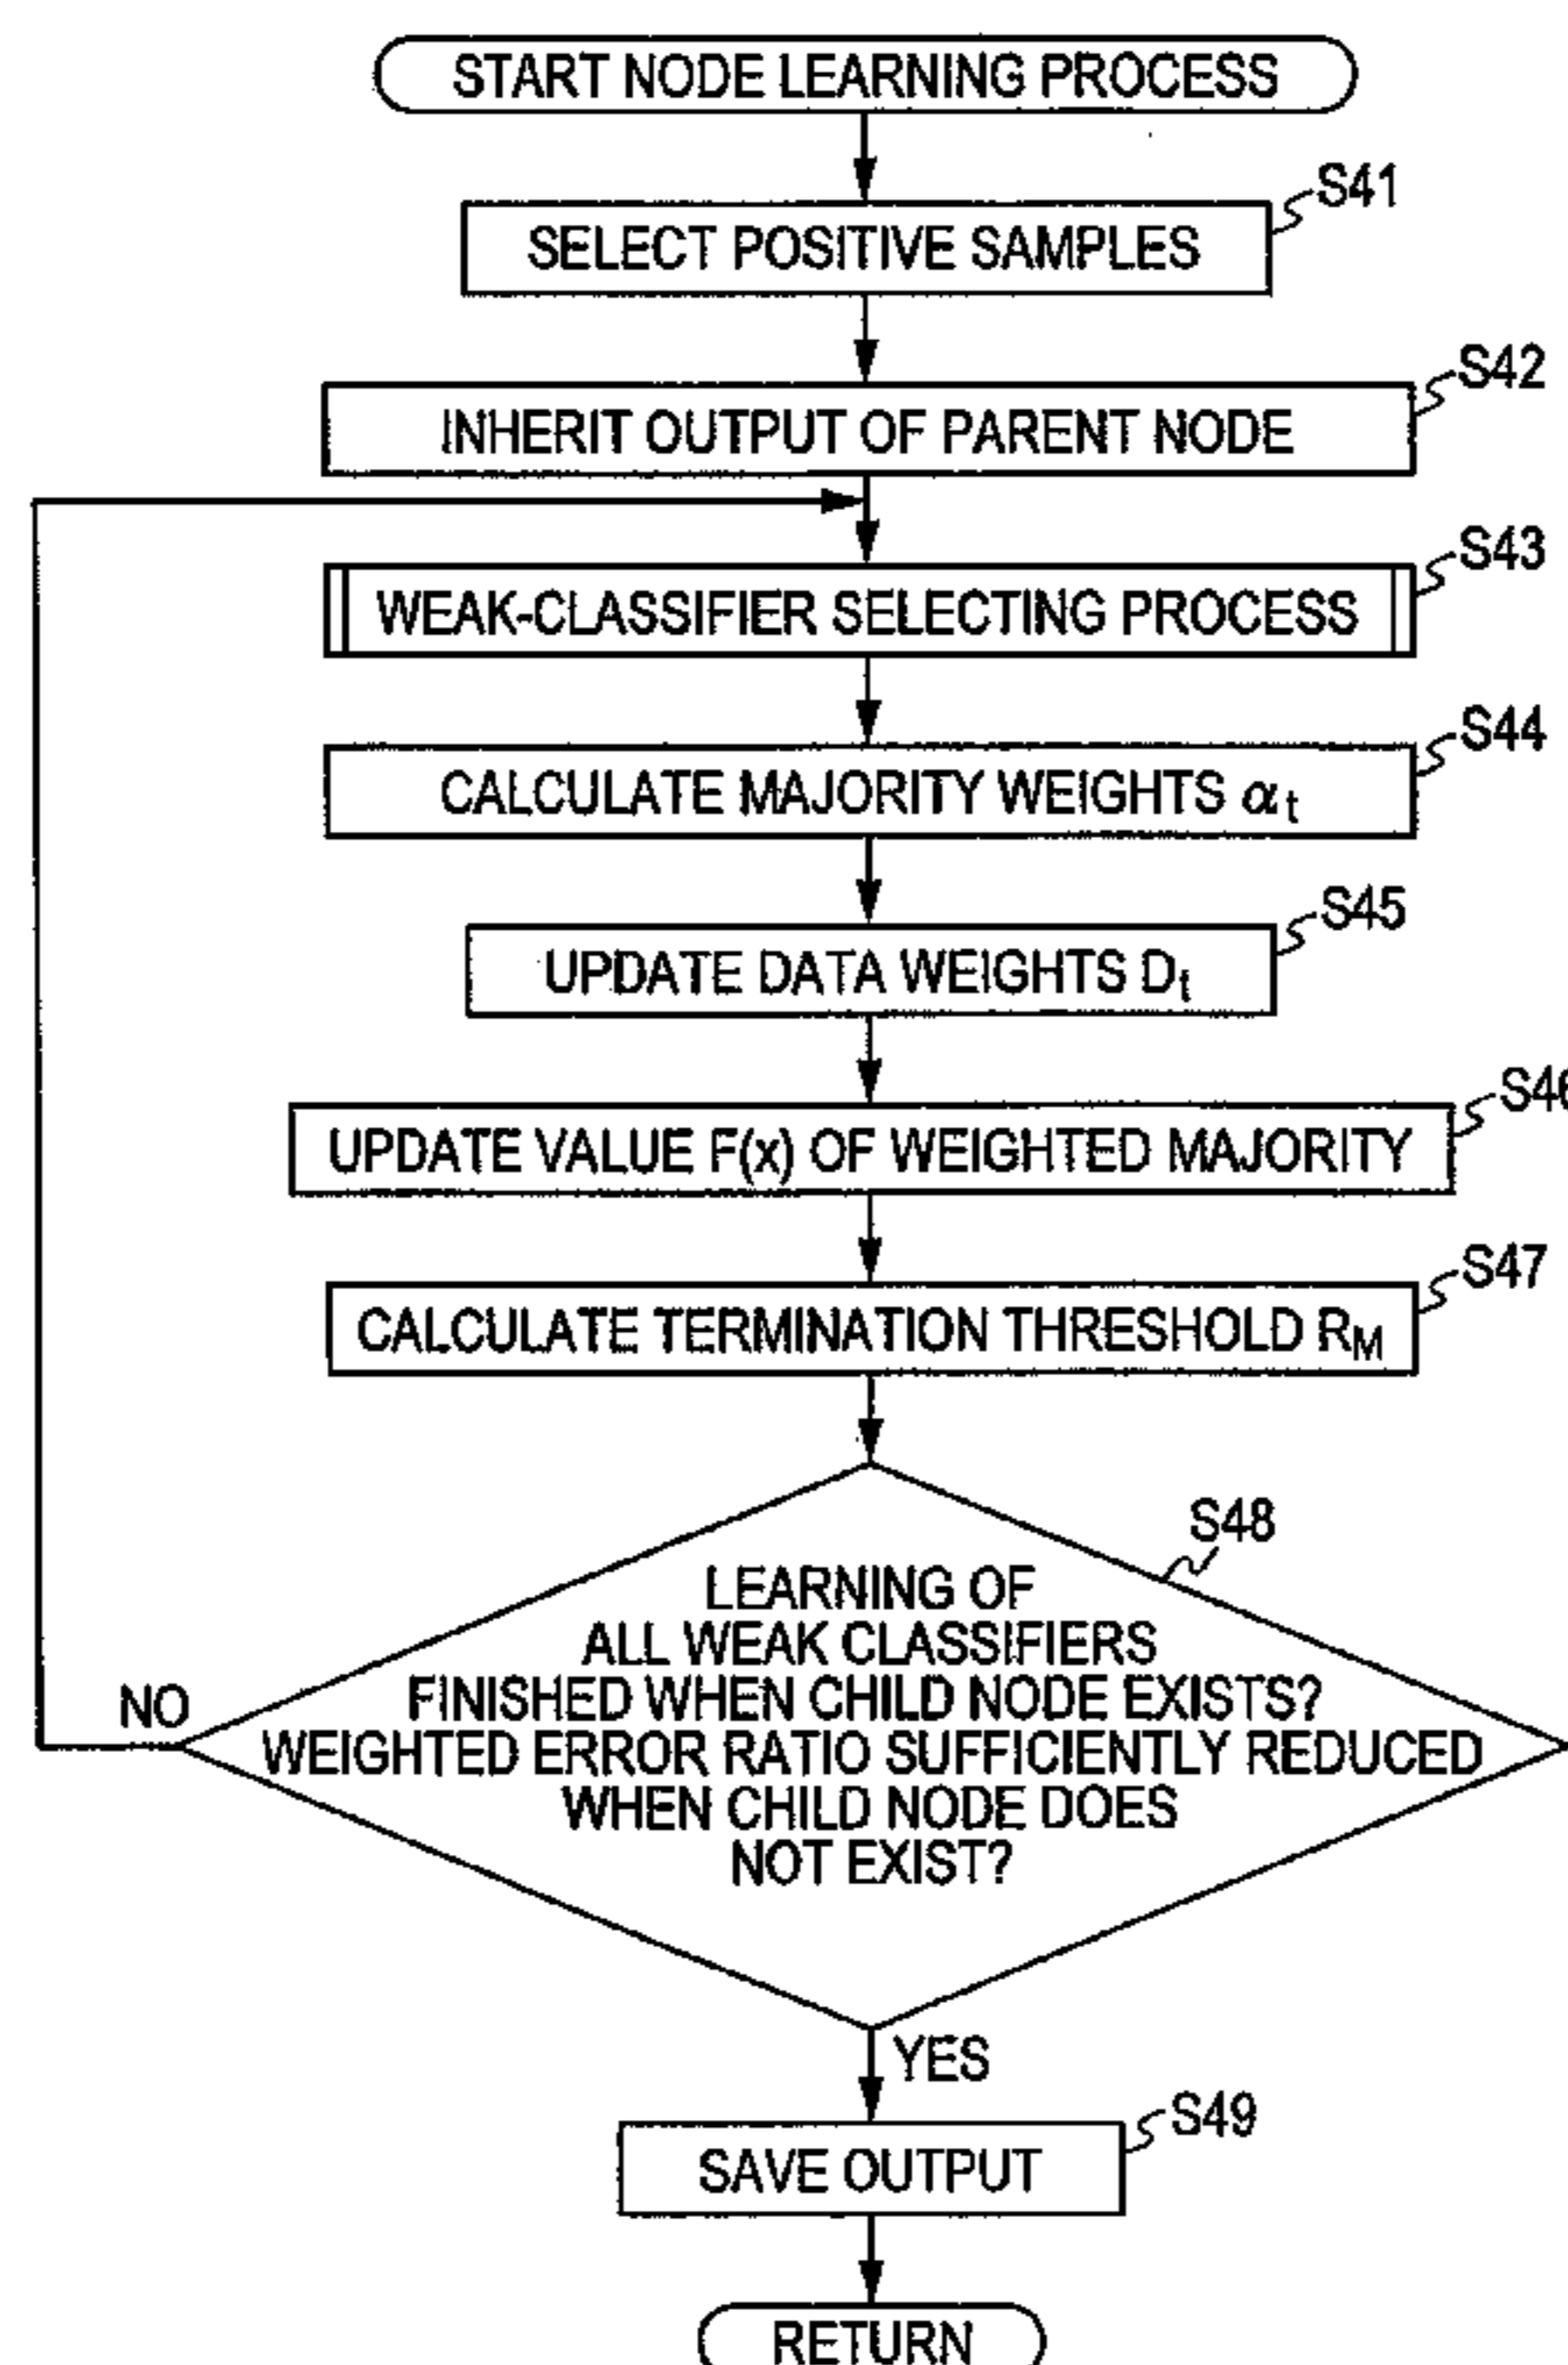 START NODE LEARNING PROCESS
S41
SELECT POSITIVE SAMPLES
S42
INHERIT OUTPUT OF PARENT NODE
S43
WEAK-CLASSIFIER SELECTING PROCESS
S44
CALCULATE MAJORITY WEIGHTS αt
S45
UPDATE DATA WEIGHTS Dt
S46
UPDATE VALUE F(x) OF WEIGHTED MAJORITY
S47
CALCULATE TERMINATION THRESHOLD RM
S48
LEARNING OF
ALL WEAK CLASSIFIERS
FINISHED WHEN CHILD NODE EXISTS?
WEIGHTED ERROR RATIO SUFFICIENTLY REDUCED
WHEN CHILD NODE DOES
NOT EXIST?
NO
YES
S49
SAVE OUTPUT
RETURN